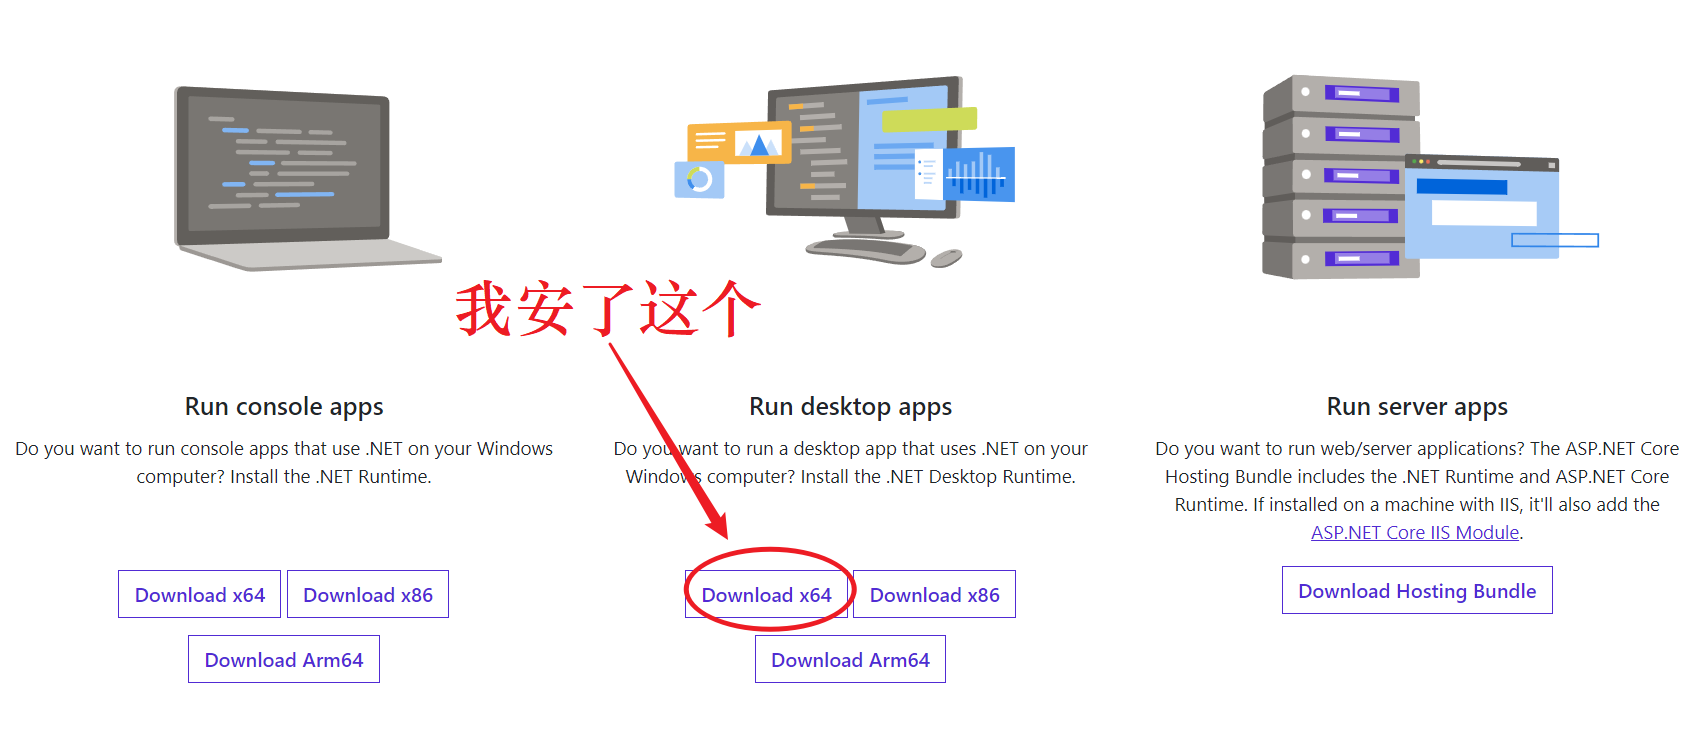 我安了这个
Run console apps
Do you want to run console apps that use .NET on your Windows
computer? Install the .NET Runtime.
Download x64
Download x86
Download Arm64
Run desktop apps
Do you want to run a desktop app that uses .NET on your
Windows computer? Install the .NET Desktop Runtime.
Download x64
Download x86
Download Arm64
Run server apps
Do you want to run web/server applications? The ASP.NET Core
Hosting Bundle includes the .NET Runtime and ASP.NET Core
Runtime. If installed on a machine with IIS, it'll also add the
ASP.NET Core IIS Module.
Download Hosting Bundle